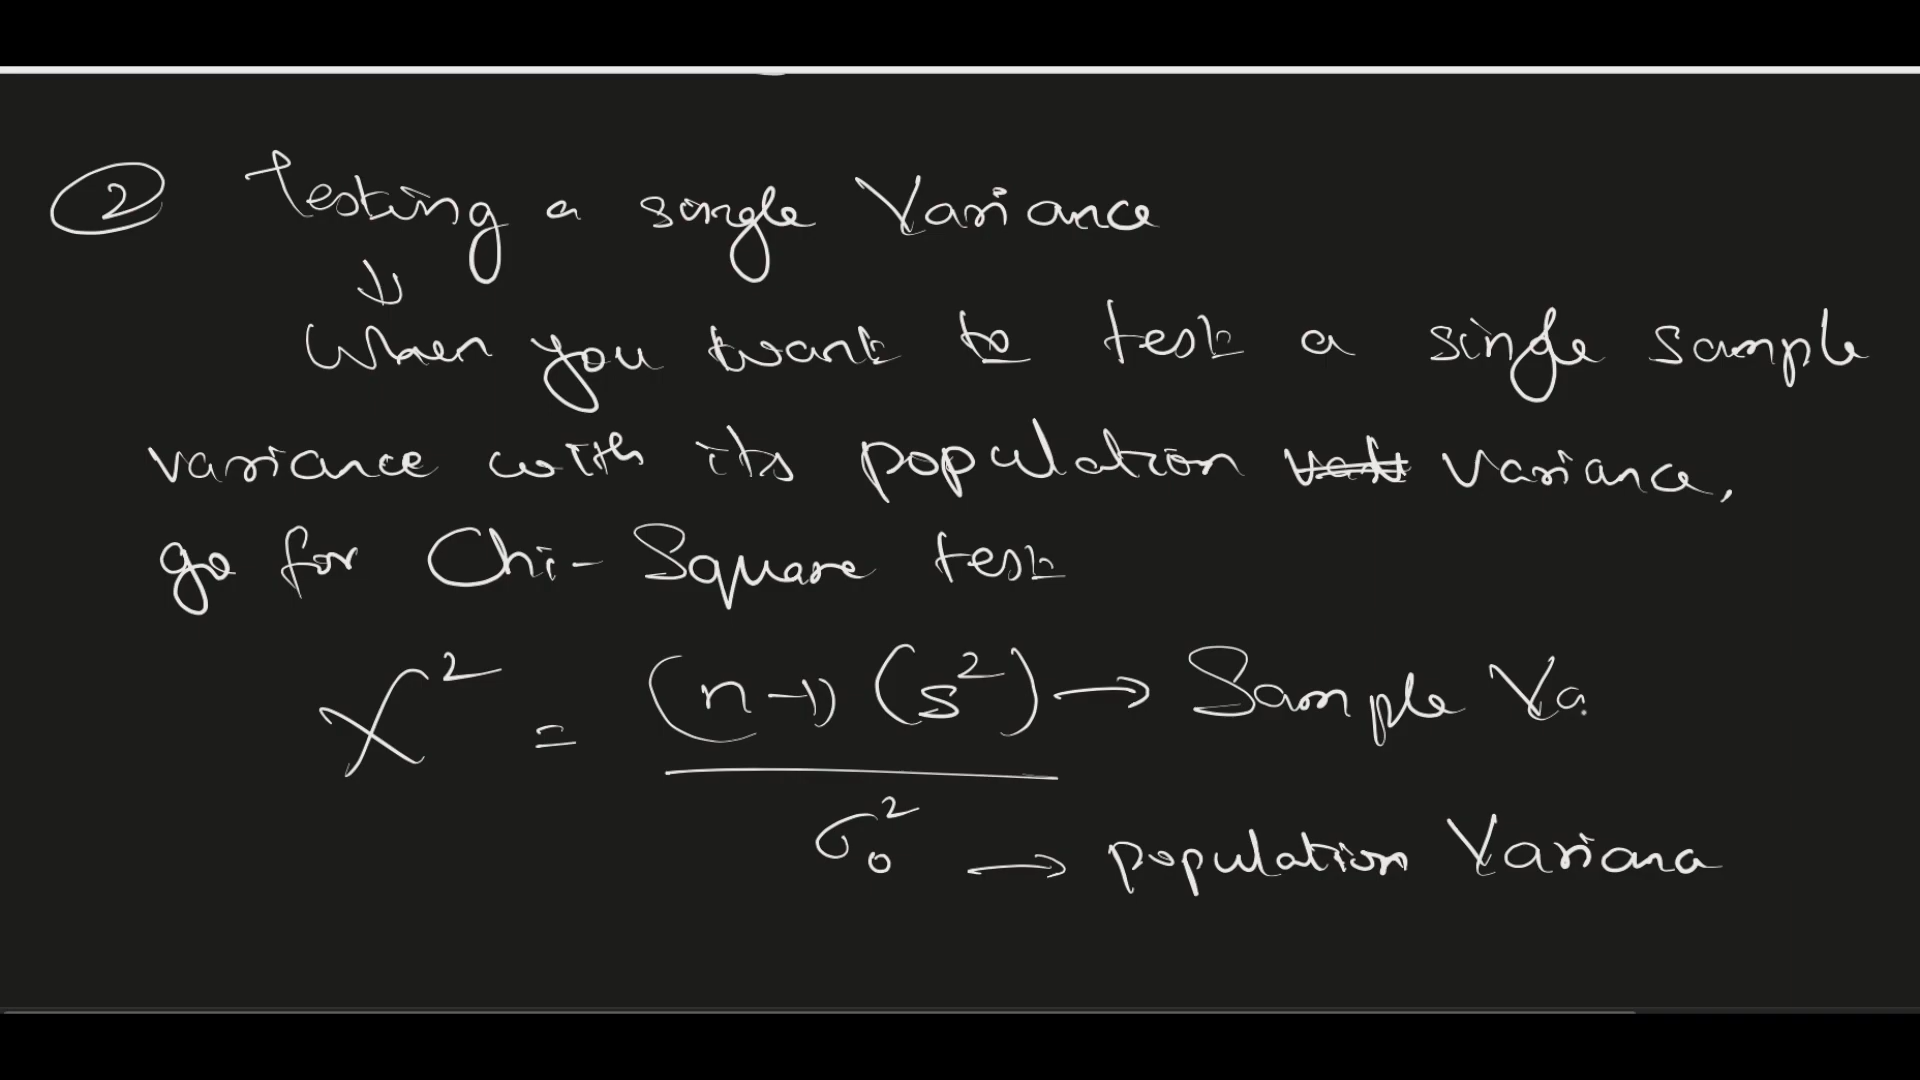 ② Testing a single Variance
↓
When you want to test a single sample
variance with its population variance,
go for Chi-Square test
X² = (n-1) (s²) → Sample Va
σ₀² → population Variance